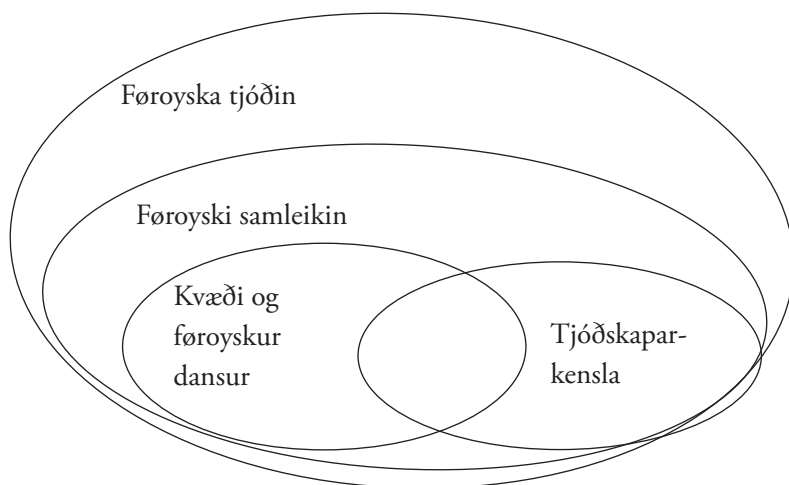 Føroyska tjóðin
Føroyski samleikin
Kvæði og
føroyskur
dansur
Tjóðskapar-
kensla